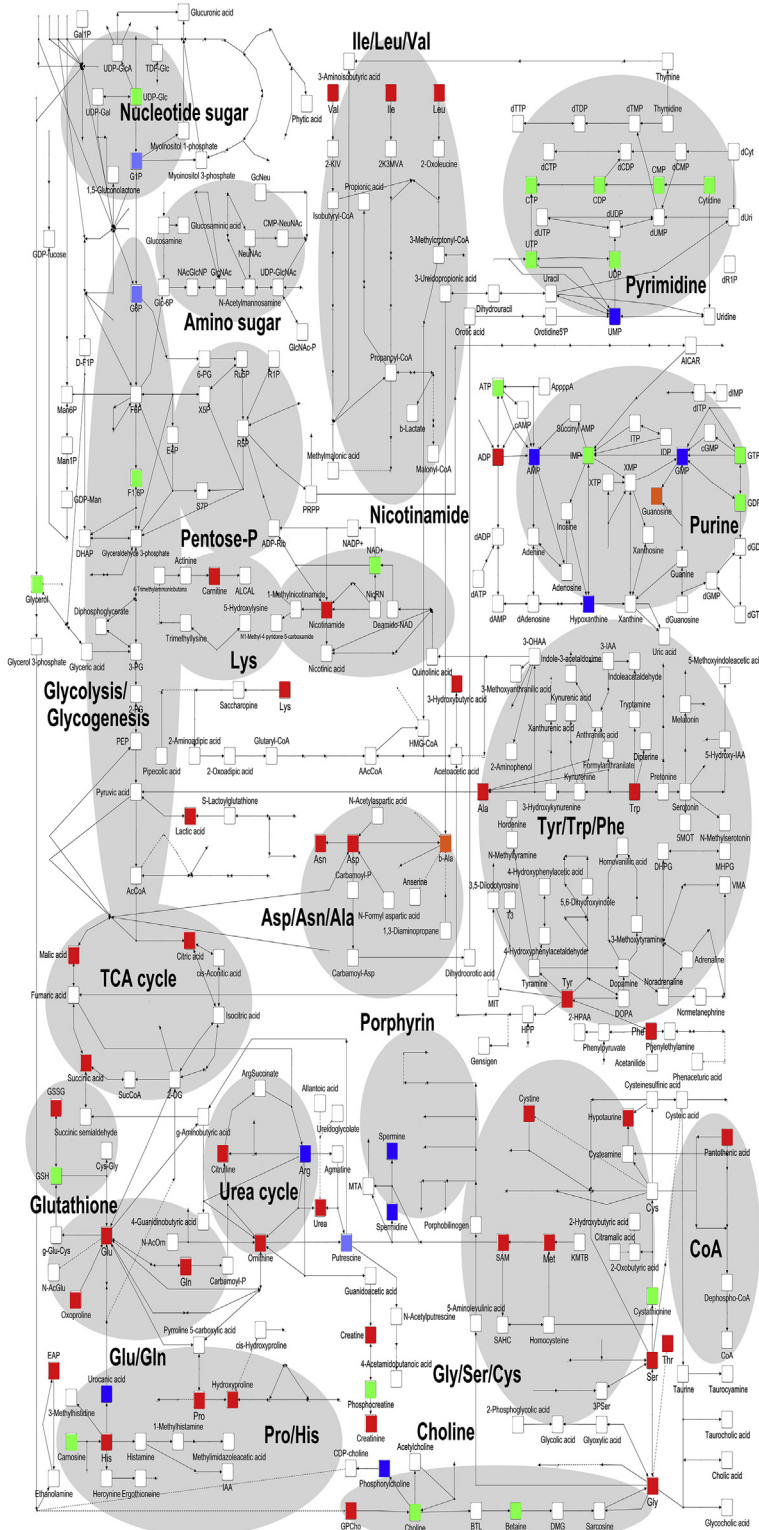 Glucuronic acid
Gal1P
Ile/Leu/Val
UDP-GlcA
TDP-Glc
3-Aminoisobutyric acid
Thymine
UDP-Glc
Val
Ile
Leu
dTTP
dTDP
dTMP
Thymidine
UDP-Gal
Nucleotide sugar
Phytic acid
Myoinositol 1-phosphate
G1P
Myoinositol 3-phosphate
2-KIV
2K3MVA
2-Oxoleucine
dCTP
dCDP
dCMP
dCyt
1,5-Gluconolactone
GcNeu
Propionic acid
CTP
CDP
CMP
Cytidine
Glucosaminic acid
CMP-NeuNAc
Isobutyryl-CoA
Glucosamine
NeuNAc
3-Methylcrptonyl-CoA
dUTP
dUDP
dUMP
dUri
GDP-fucose
NAcGlcNP
GlcNAc
UDP-GlcNAc
3-Ureidopropionic acid
UTP
UDP
Pyrimidine
dR1P
G6P
Glc-6P
N-Acetylmannosamine
Dihydrouracil
Uracil
Amino sugar
GlcNAc-P
Orotic acid
Orotidine5'P
UMP
Uridine
D-F1P
6-PG
Ru5P
R1P
Propanyl-CoA
AICAR
Man6P
F6P
X5P
ATP
AppppA
dIMP
E4P
R5P
b-Lactate
cAMP
Succinyl AMP
ITP
dITP
cGMP
Man1P
Methylmalonic acid
Malonyl-CoA
ADP
AMP
IMP
IDP
GMP
GTP
GDP-Man
F1,6P
S7P
PRPP
XTP
XMP
Guanosine
GDP
Nicotinamide
Inosine
Purine
Pentose-P
ADP-Rib
NADP+
dADP
Adenine
Xanthosine
dGDP
DHAP
Glyceraldehyde 3-phosphate
NAD+
Guanine
Actinine
Adenosine
Glycerol
4-Trimethylammoniobutana
Carnitine
ALCAL
1-Methylnicotinamide
NicRN
dATP
dGMP
5-Hydroxylysine
Nicotinamide
Deamido-NAD
dAMP
dAdenosine
Hypoxanthine
Xanthine
dGuanosine
dGTP
Diphosphoglycerate
Trimethyllysine
N1-Methyl-4-pyridone-5-carboxamide
Uric acid
Glycerol 3-phosphate
Glyceric acid
3-PG
Lys
Nicotinic acid
Quinolinic acid
3-OHAA
3-IAA
5-Methoxyindoleacetic acid
Indole-3-acetaldoxime
Indoleacetaldehyde
Glycolysis/
Glycogenesis
2-PG
Saccharopine
Lys
3-Hydroxybutyric acid
3-Methoxyanthranilic acid
Kynurenic acid
Tryptamine
Melatonin
PEP
2-Aminoadipic acid
Glutaryl-CoA
HMG-CoA
Xanthurenic acid
Anthranilic acid
Dipterine
5-Hydroxy-IAA
Pipecolic acid
2-Oxoadipic acid
AAcCoA
Acetoacetic acid
2-Aminophenol
Formylanthranilate
Kynurenine
Pretonine
Pyruvic acid
S-Lactoylglutathione
Ala
3-Hydroxykynurenine
Trp
Serotonin
Lactic acid
N-Acetylaspartic acid
Hordenine
Tyr/Trp/Phe
5MOT
N-Methylserotonin
Asn
Asp
b-Ala
N-Methyltyramine
Homovanilic acid
AcCoA
Carbamoyl-P
4-Hydroxyphenylacetic acid
DHPG
MHPG
Anserine
3,5-Diiodotyrosine
5,6-Dihydroxyindole
VMA
Asp/Asn/Ala
N-Formyl aspartic acid
T3
1,3-Diaminopropane
3-Methoxytyramine
Malic acid
Citric acid
4-Hydroxyphenylacetaldehyde
Adrenaline
TCA cycle
cis-Aconitic acid
Carbamoyl-Asp
Dihydroorolic acid
Tyramine
Dopamine
Noradrenaline
Fumaric acid
MIT
Tyr
DOPA
Normetanephrine
Isocitric acid
Porphyrin
HPP
2-HPAA
Phe
Phenylpyruvate
Phenylethylamine
Gensigen
Acetanilide
Phenaceturic acid
Succinic acid
SucCoA
2-OG
ArgSuccinate
GSSG
Allantoic acid
Cystine
Hypotaurine
Cysteinesulfinic acid
Cysteic acid
Succinic semialdehyde
g-Aminobutyric acid
Ureidoglycolate
Pantothenic acid
Cys-Gly
Citrulline
Arg
Agmatine
Spermine
Cysteamine
GSH
MTA
Cys
Glutathione
Urea cycle
4-Guanidinobutyric acid
Urea
Spermidine
Porphobilinogen
2-Hydroxybutyric acid
Citramalic acid
CoA
g-Glu-Cys
Glu
N-AcOrn
Ornithine
Putrescine
SAM
Met
KMTB
2-Oxobutyric acid
N-AcGlu
Gln
Carbamoyl-P
Guanidoacetic acid
Dephospho-CoA
Oxoproline
N-Acetylputrescine
5-Aminolevulinic acid
Cystathionine
Pyrroline 5-carboxylic acid
Creatine
SAHC
Homocysteine
CoA
Glu/Gln
cis-Hydroxyproline
4-Acetamidobutanoic acid
Thr
EAP
Urocanic acid
Hydroxyproline
Gly/Ser/Cys
Ser
Taurine
Taurocyamine
3-Methylhistidine
Pro
Phosphocreatine
3PSer
Pro/His
2-Phosphoglycolic acid
1-Methylhistamine
Creatinine
Taurocholic acid
Carnosine
His
Histamine
Methylimidazoleacetic acid
Choline
Glycolic acid
Glyoxylic acid
CDP-choline
Acetylcholine
Cholic acid
Ethanolamine
Hercynine
Ergothioneine
IAA
Phosphorylcholine
Gly
GPCho
Choline
BTL
Betaine
DMG
Sarcosine
Glycocholic acid